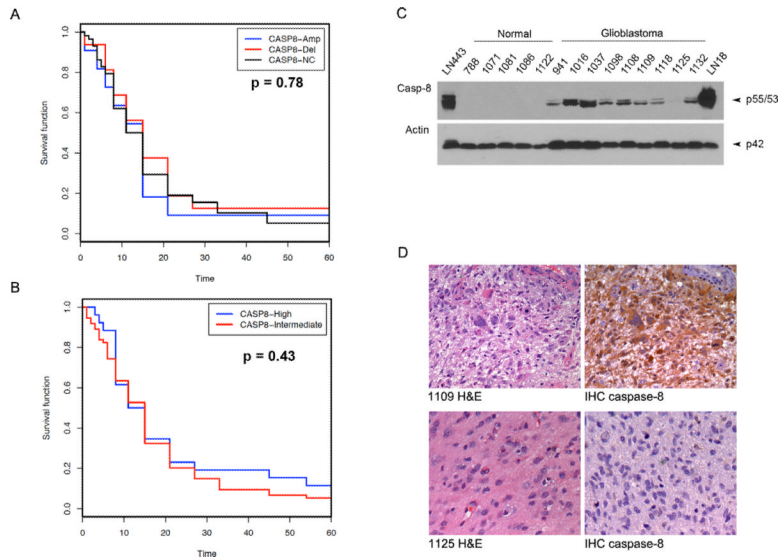 A
CASP8-Amp
CASP8-Del
CASP8-NC
p = 0.78
Survival function
0.0 0.2 0.4 0.6 0.8 1.0
0 10 20 30 40 50 60
Time
B
CASP8-High
CASP8-Intermediate
p = 0.43
Survival function
0.0 0.2 0.4 0.6 0.8 1.0
0 10 20 30 40 50 60
Time
C
Normal Glioblastoma
LN443 788 1071 1081 1086 1122 941 1016 1037 1098 1108 1109 1118 1125 1132 LN18
Casp-8
p55/53
Actin
p42
D
1109 H&E IHC caspase-8
1125 H&E IHC caspase-8